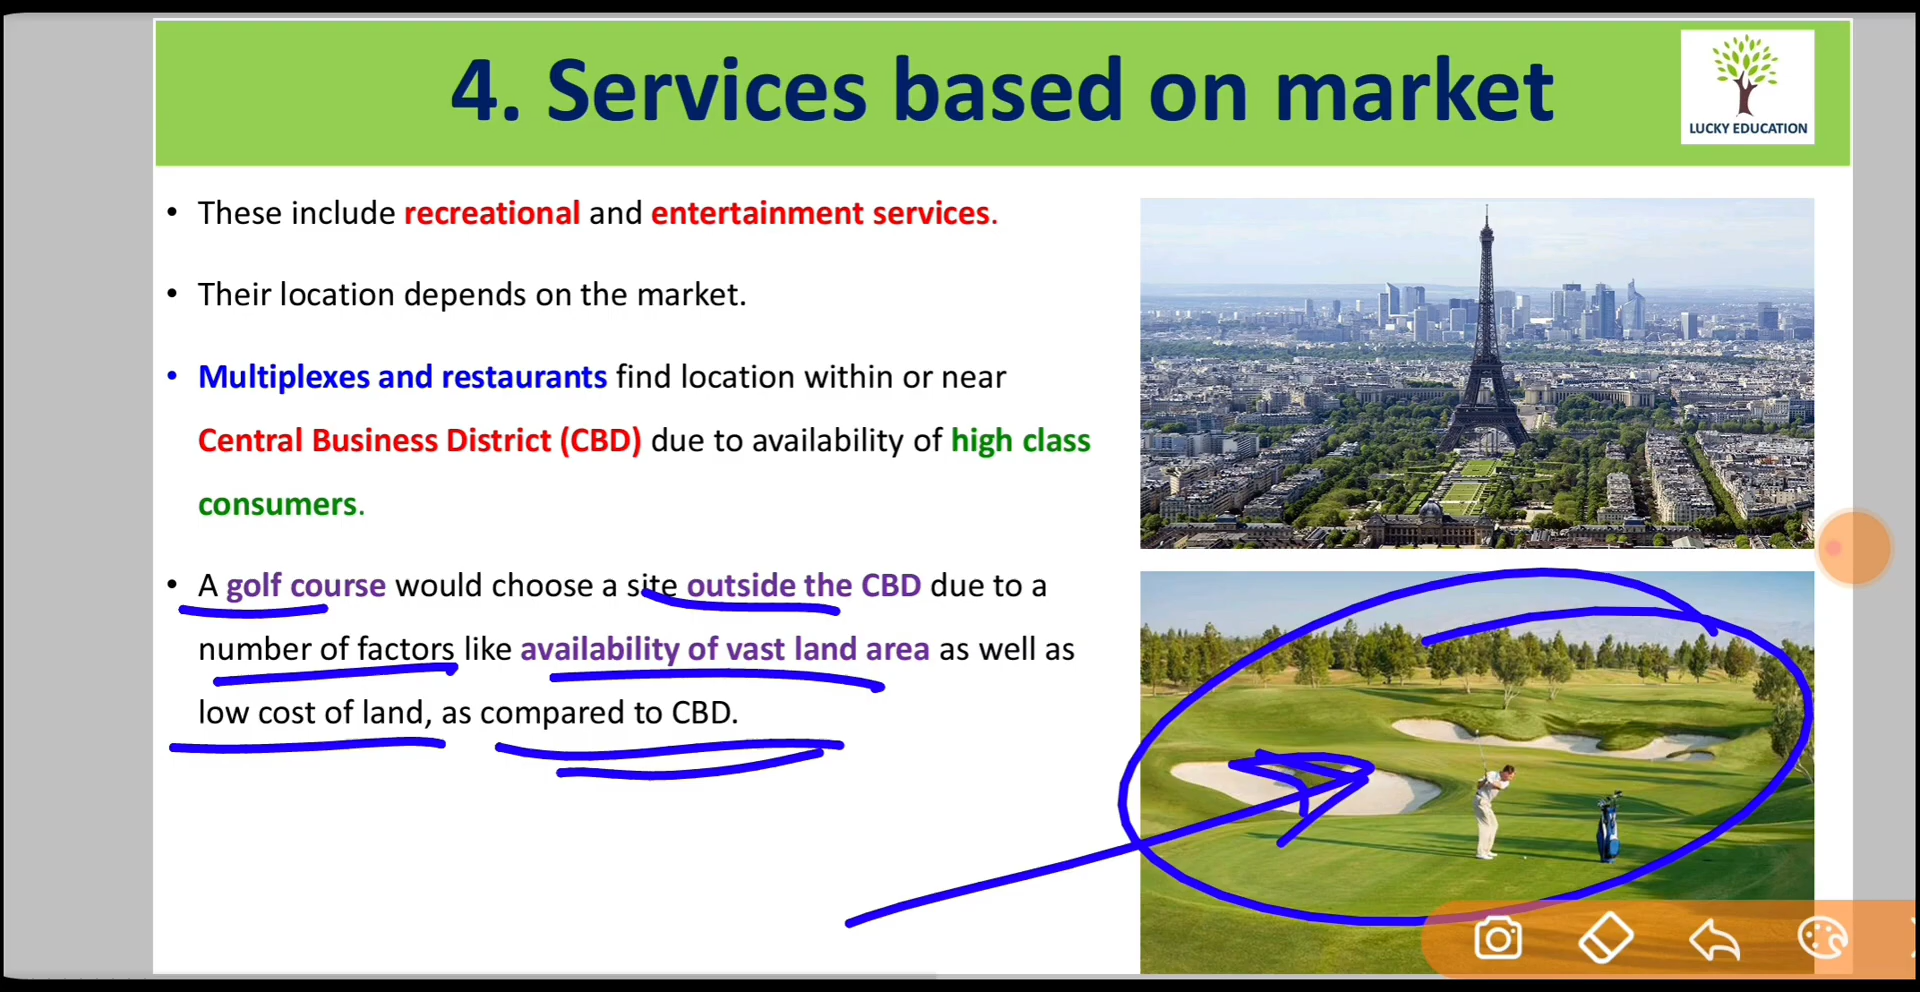 4. Services based on market
LUCKY EDUCATION
• These include recreational and entertainment services.
• Their location depends on the market.
• Multiplexes and restaurants find location within or near
Central Business District (CBD) due to availability of high class
consumers.
• A golf course would choose a site outside the CBD due to a
number of factors like availability of vast land area as well as
low cost of land, as compared to CBD.